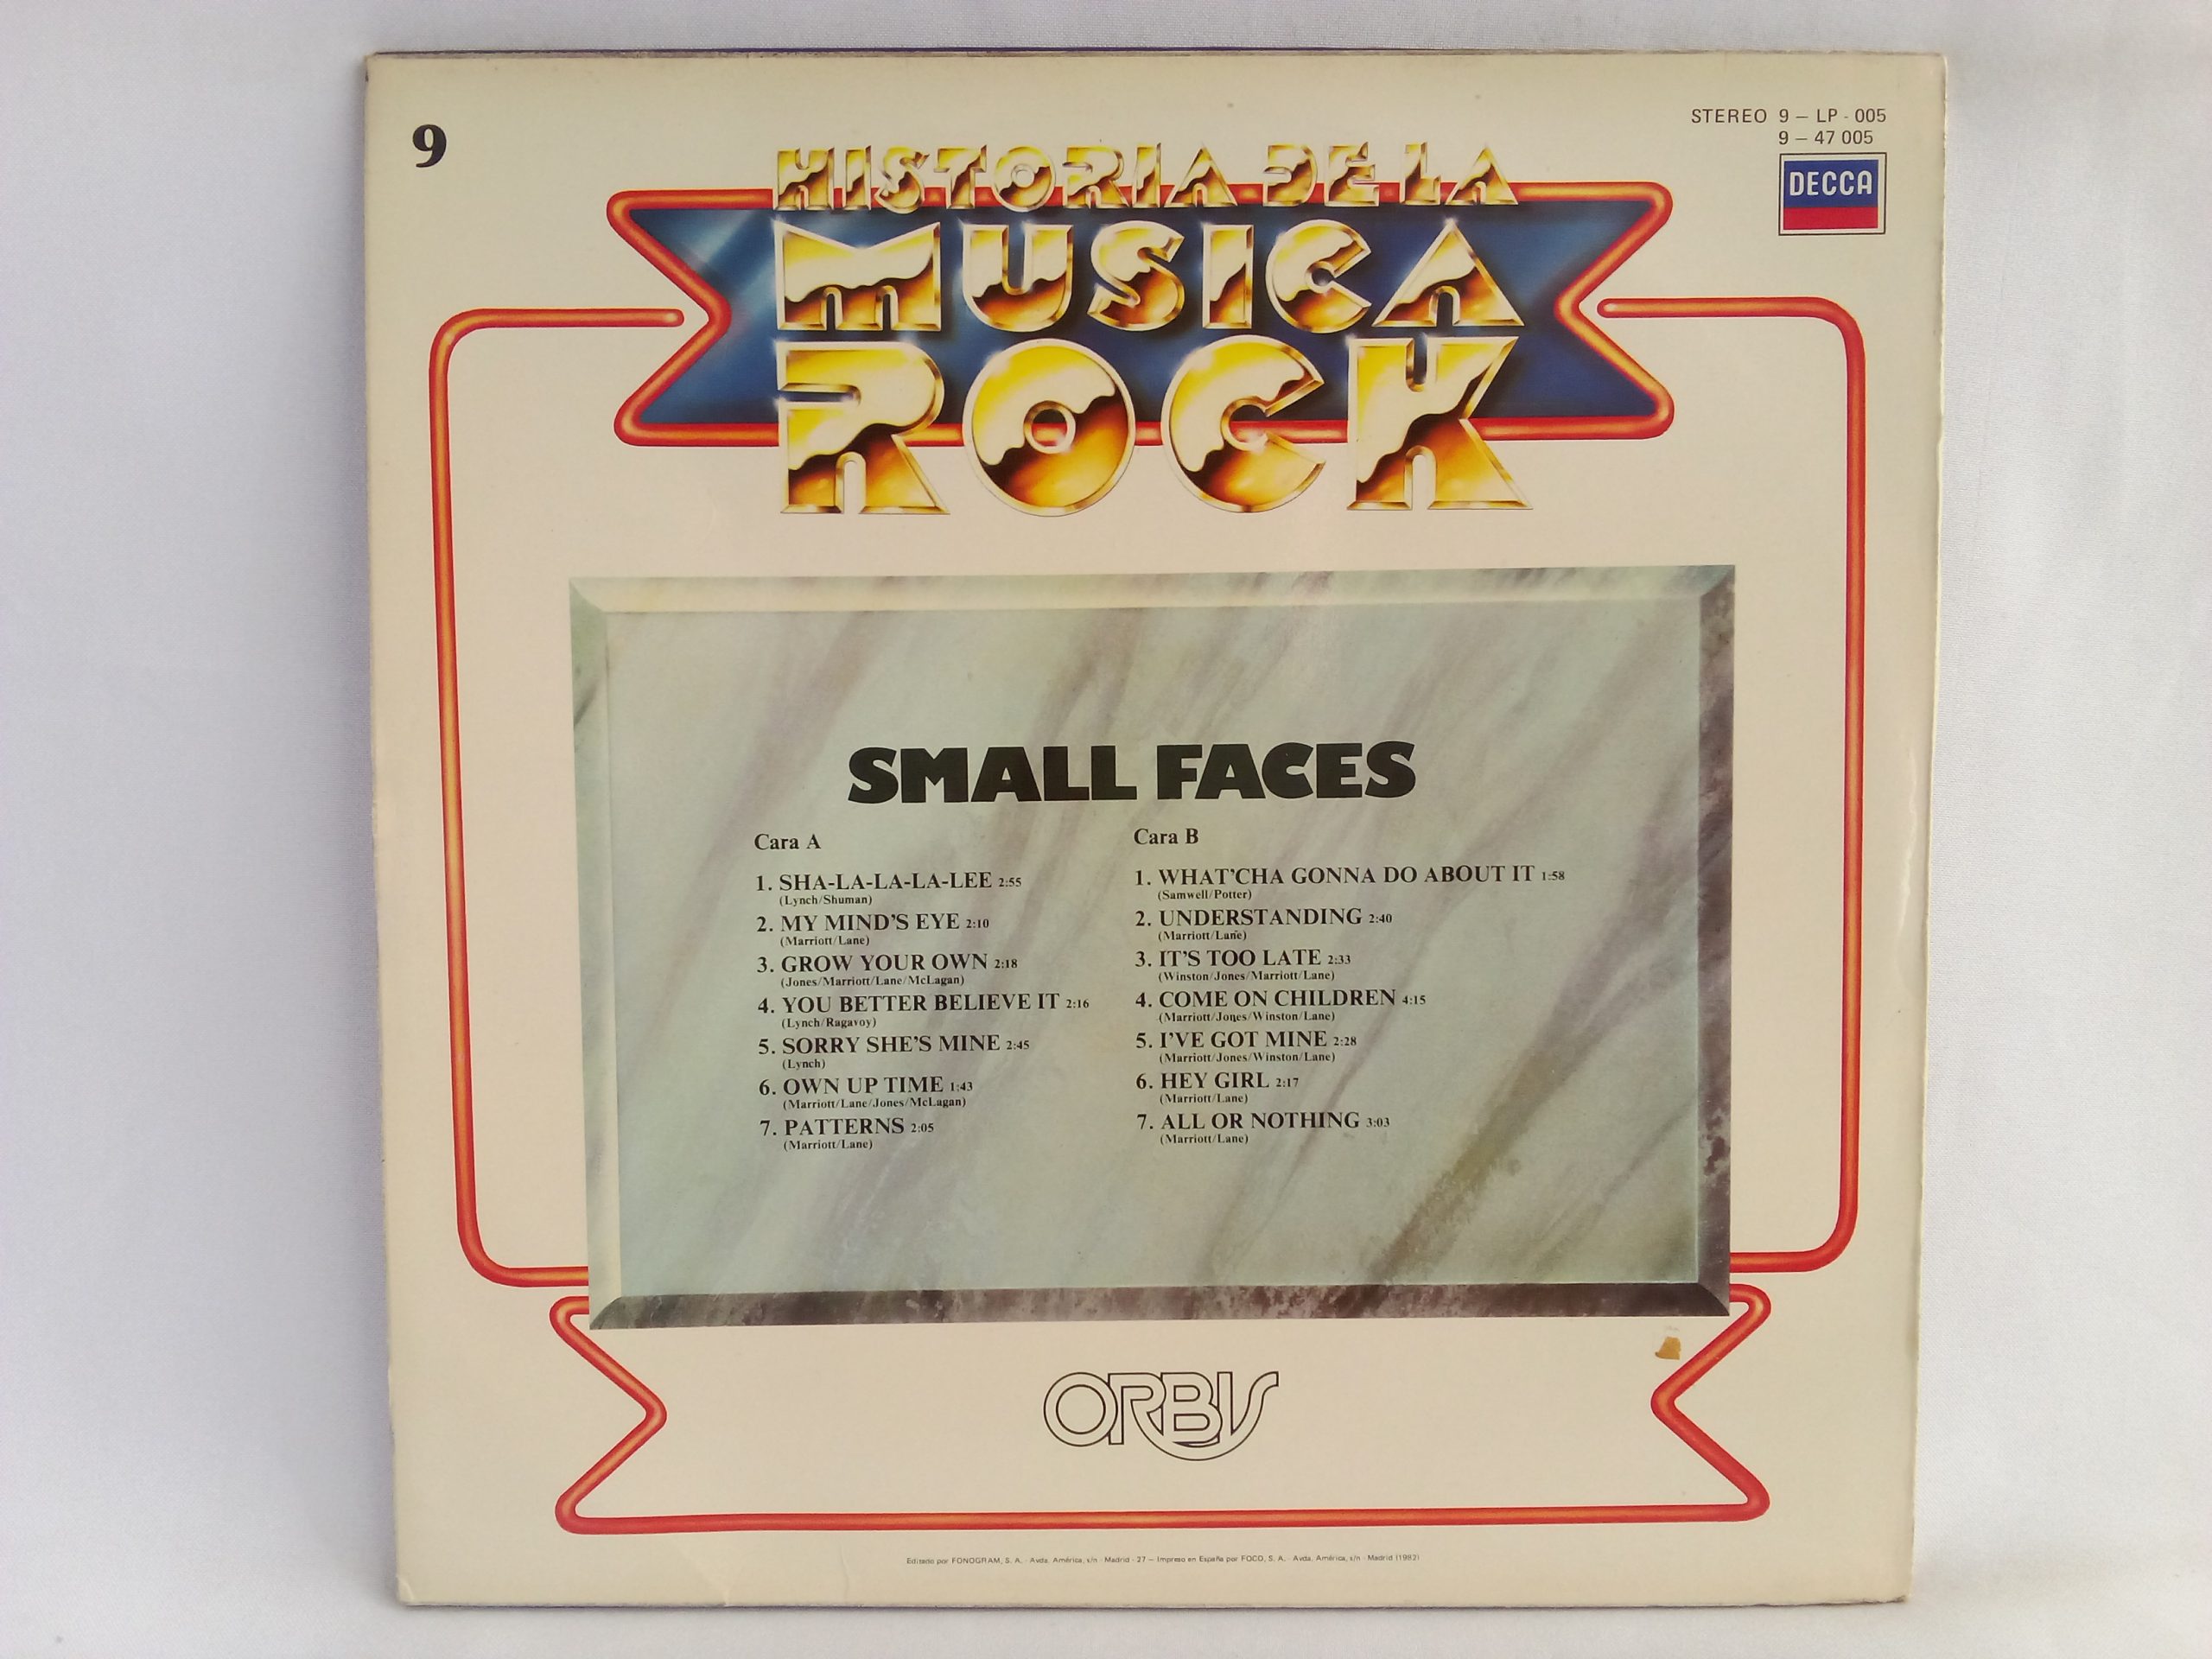 9
STEREO 9 – LP - 005
9 – 47 005
DECCA
HISTORIA DE LA
MUSICA
ROCK
SMALL FACES
Cara A
1. SHA-LA-LA-LA-LEE 2:55
(Lynch/Shuman)
2. MY MIND'S EYE 2:10
(Marriott/Lane)
3. GROW YOUR OWN 2:18
(Jones/Marriott/Lane/McLagan)
4. YOU BETTER BELIEVE IT 2:16
(Lynch/Ragavoy)
5. SORRY SHE'S MINE 2:45
(Lynch)
6. OWN UP TIME 1:43
(Marriott/Lane/Jones/McLagan)
7. PATTERNS 2:05
(Marriott/Lane)
Cara B
1. WHAT'CHA GONNA DO ABOUT IT 1:58
(Samwell/Potter)
2. UNDERSTANDING 2:40
(Marriott/Lane)
3. IT'S TOO LATE 2:33
(Winston/Jones/Marriott/Lane)
4. COME ON CHILDREN 4:15
(Marriott/Jones/Winston/Lane)
5. I'VE GOT MINE 2:28
(Marriott/Jones/Winston/Lane)
6. HEY GIRL 2:17
(Marriott/Lane)
7. ALL OR NOTHING 3:03
(Marriott/Lane)
ORBIS
Editado por FONOGRAM, S. A. - Avda. América, s/n - Madrid - 27 – Impreso en España por FOCO, S. A. - Avda. América, s/n - Madrid (1982)